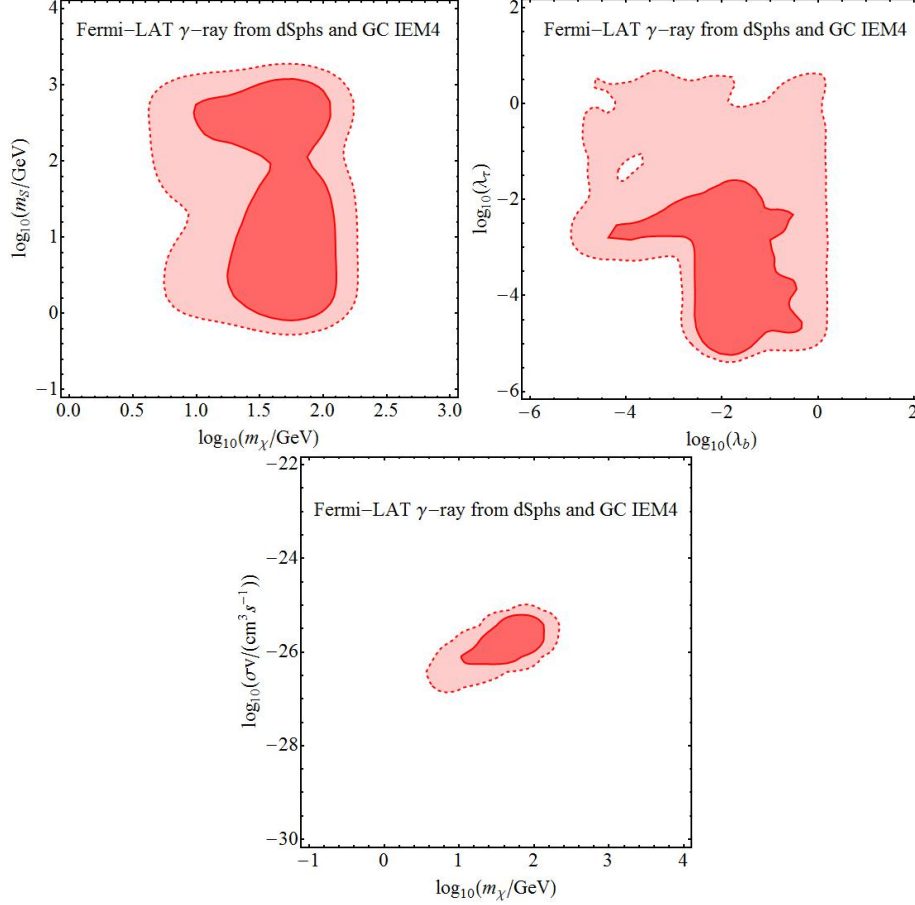 Fermi−LAT γ−ray from dSphs and GC IEM4
4
3
2
1
0
−1
log10(mS/GeV)
0.0 0.5 1.0 1.5 2.0 2.5 3.0
log10(mχ/GeV)
Fermi−LAT γ−ray from dSphs and GC IEM4
2
0
−2
−4
−6
log10(λτ)
−6 −4 −2 0 2
log10(λb)
Fermi−LAT γ−ray from dSphs and GC IEM4
−22
−24
−26
−28
−30
log10(σv/(cm³ s⁻¹))
−1 0 1 2 3 4
log10(mχ/GeV)